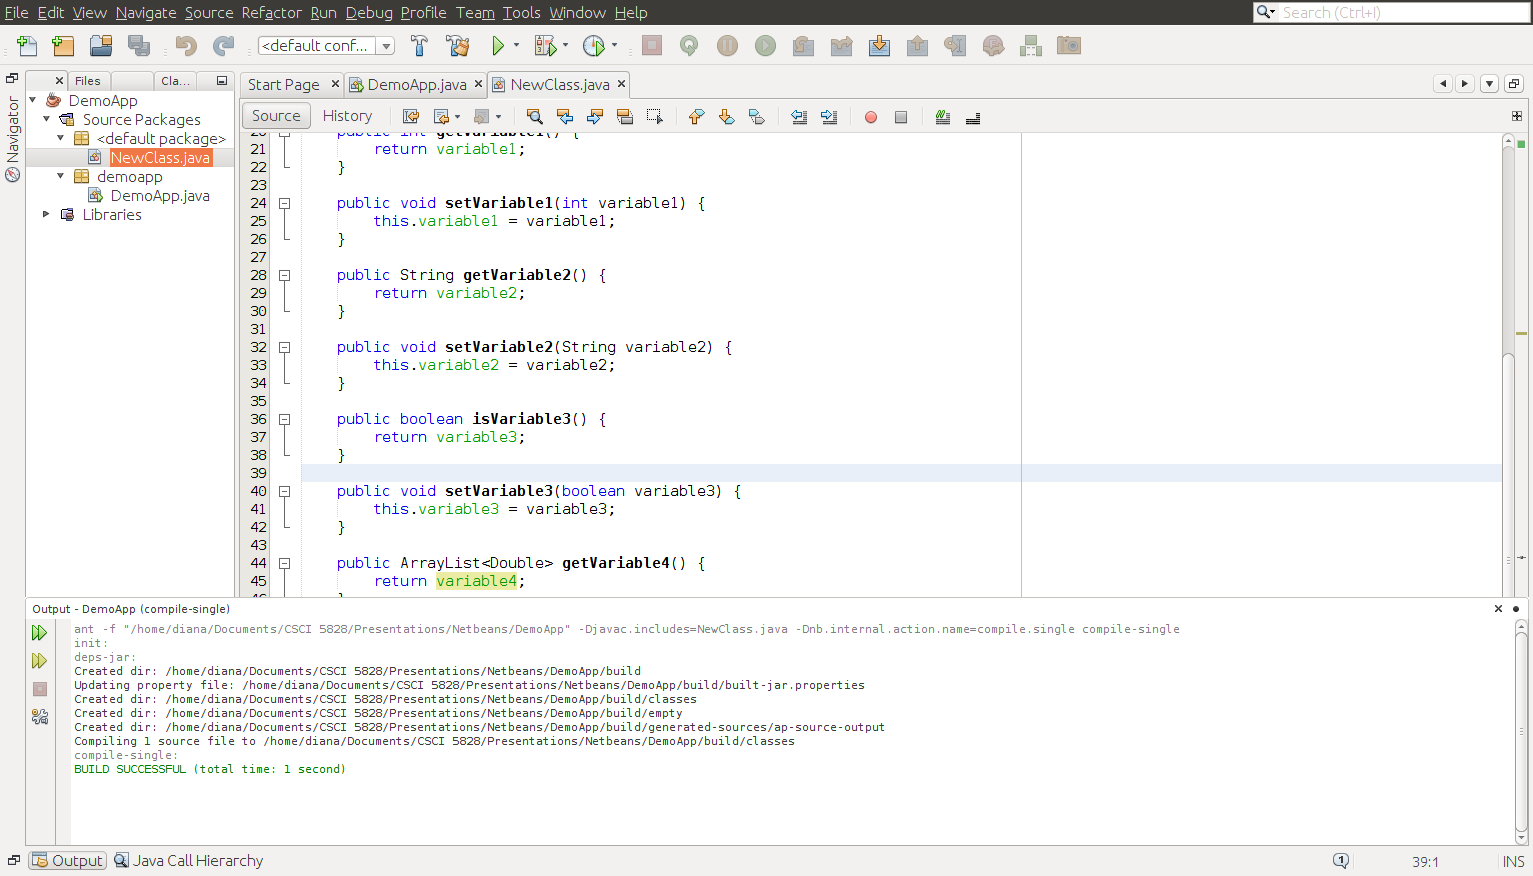 File Edit View Navigate Source Refactor Run Debug Profile Team Tools Window Help
Search (Ctrl+I)
<default conf...
Files
Cla...
Start Page
DemoApp.java
NewClass.java
Navigator
DemoApp
Source Packages
<default package>
NewClass.java
demoapp
DemoApp.java
Libraries
Source
History
20 public int getVariable1() {
21 return variable1;
22 }
23
24 public void setVariable1(int variable1) {
25 this.variable1 = variable1;
26 }
27
28 public String getVariable2() {
29 return variable2;
30 }
31
32 public void setVariable2(String variable2) {
33 this.variable2 = variable2;
34 }
35
36 public boolean isVariable3() {
37 return variable3;
38 }
39
40 public void setVariable3(boolean variable3) {
41 this.variable3 = variable3;
42 }
43
44 public ArrayList<Double> getVariable4() {
45 return variable4;
Output - DemoApp (compile-single)
ant -f "/home/diana/Documents/CSCI 5828/Presentations/Netbeans/DemoApp" -Djavac.includes=NewClass.java -Dnb.internal.action.name=compile.single compile-single
init:
deps-jar:
Created dir: /home/diana/Documents/CSCI 5828/Presentations/Netbeans/DemoApp/build
Updating property file: /home/diana/Documents/CSCI 5828/Presentations/Netbeans/DemoApp/build/built-jar.properties
Created dir: /home/diana/Documents/CSCI 5828/Presentations/Netbeans/DemoApp/build/classes
Created dir: /home/diana/Documents/CSCI 5828/Presentations/Netbeans/DemoApp/build/empty
Created dir: /home/diana/Documents/CSCI 5828/Presentations/Netbeans/DemoApp/build/generated-sources/ap-source-output
Compiling 1 source file to /home/diana/Documents/CSCI 5828/Presentations/Netbeans/DemoApp/build/classes
compile-single:
BUILD SUCCESSFUL (total time: 1 second)
Output
Java Call Hierarchy
1
39:1
INS